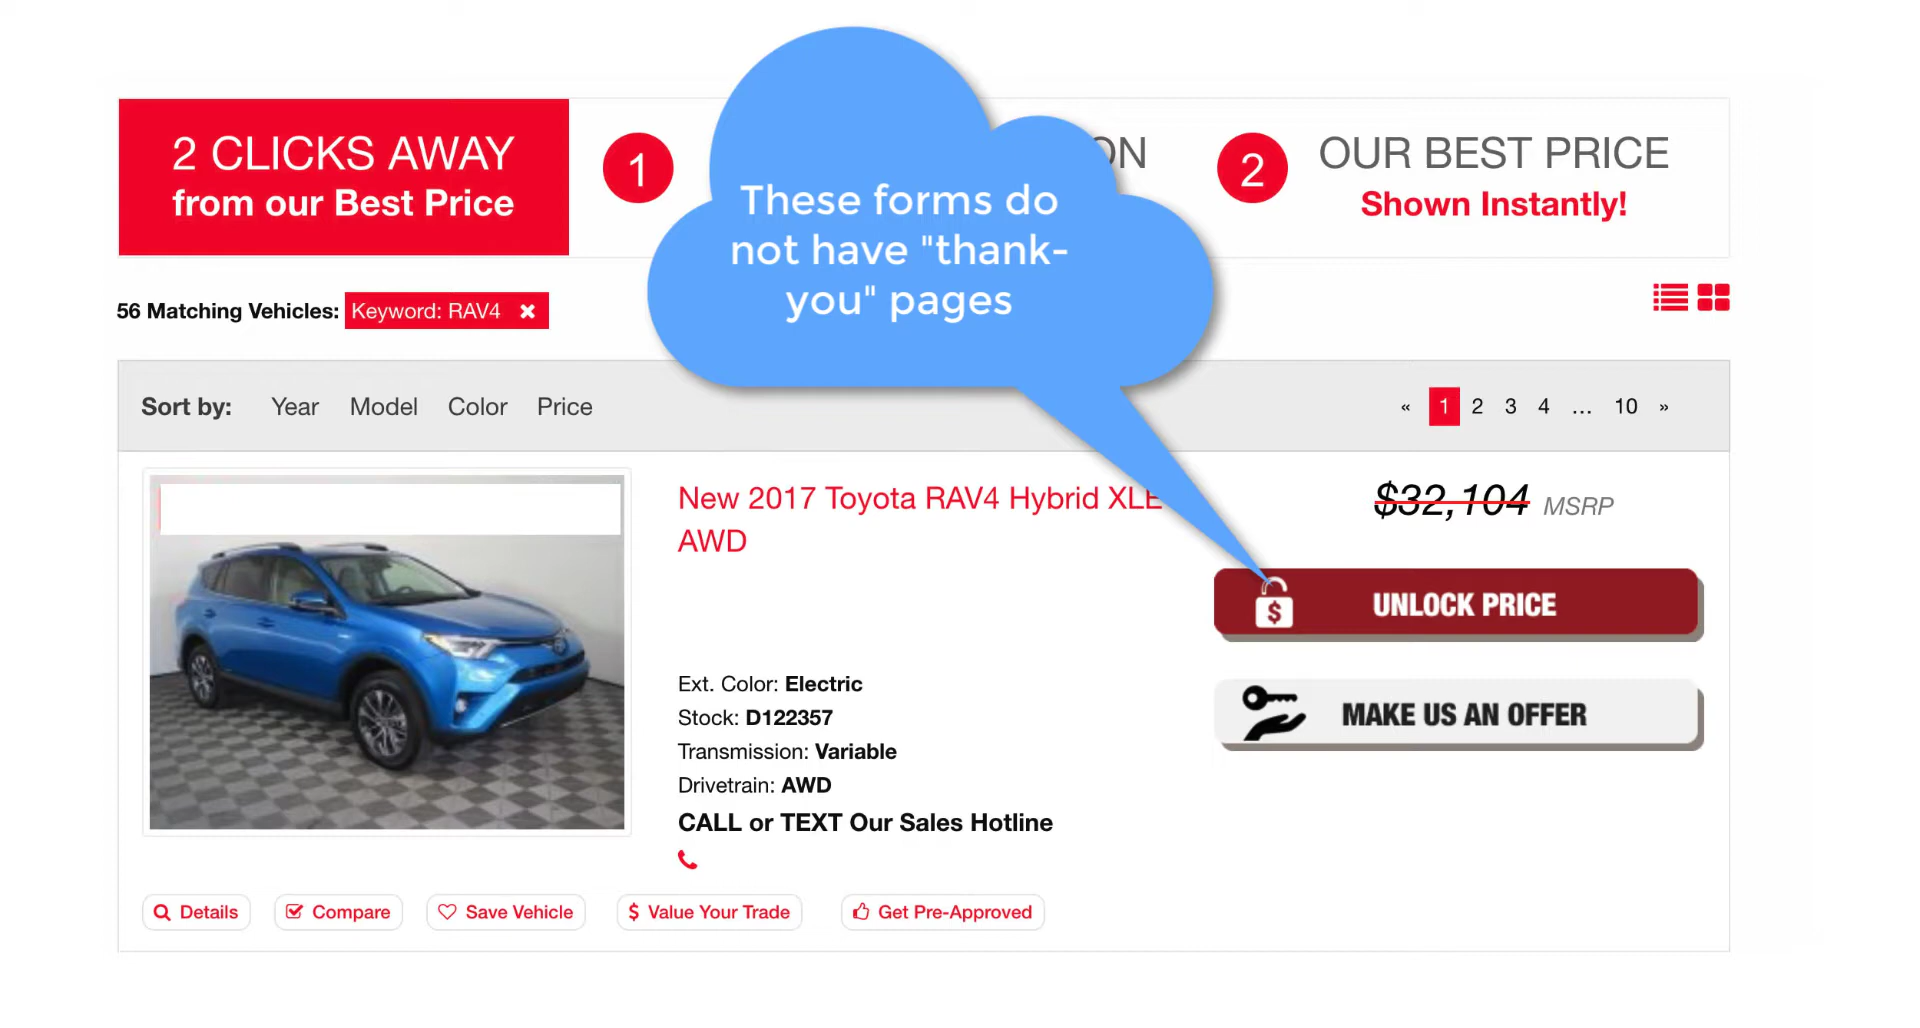 2 CLICKS AWAY
from our Best Price
1
These forms do
not have "thank-
you" pages
2
OUR BEST PRICE
Shown Instantly!
56 Matching Vehicles: Keyword: RAV4 ✖
Sort by: Year Model Color Price
« 1 2 3 4 ... 10 »
New 2017 Toyota RAV4 Hybrid XLE
AWD
$32,104 MSRP
$ UNLOCK PRICE
MAKE US AN OFFER
Ext. Color: Electric
Stock: D122357
Transmission: Variable
Drivetrain: AWD
CALL or TEXT Our Sales Hotline
Details Compare Save Vehicle $ Value Your Trade Get Pre-Approved